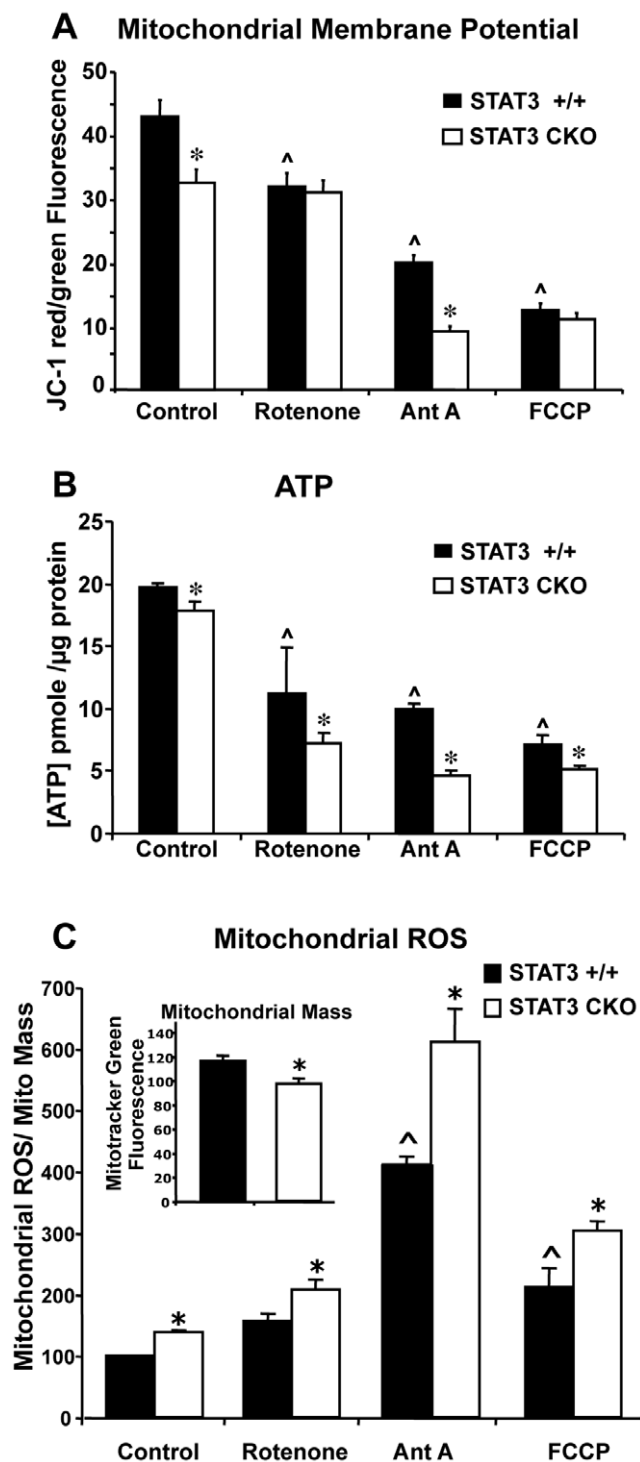 A Mitochondrial Membrane Potential
JC-1 red/green Fluorescence
50
40
30
20
10
0
STAT3 +/+
STAT3 CKO
*
^
^
*
^
Control Rotenone Ant A FCCP
B ATP
[ATP] pmole /µg protein
25
20
15
10
5
0
STAT3 +/+
STAT3 CKO
*
^
*
^
*
^
*
Control Rotenone Ant A FCCP
C Mitochondrial ROS
Mitochondrial ROS/ Mito Mass
700
600
500
400
300
200
100
0
STAT3 +/+
STAT3 CKO
Mitochondrial Mass
Mitotracker Green
Fluorescence
140
120
100
80
60
40
20
0
*
*
*
^
*
^
*
Control Rotenone Ant A FCCP